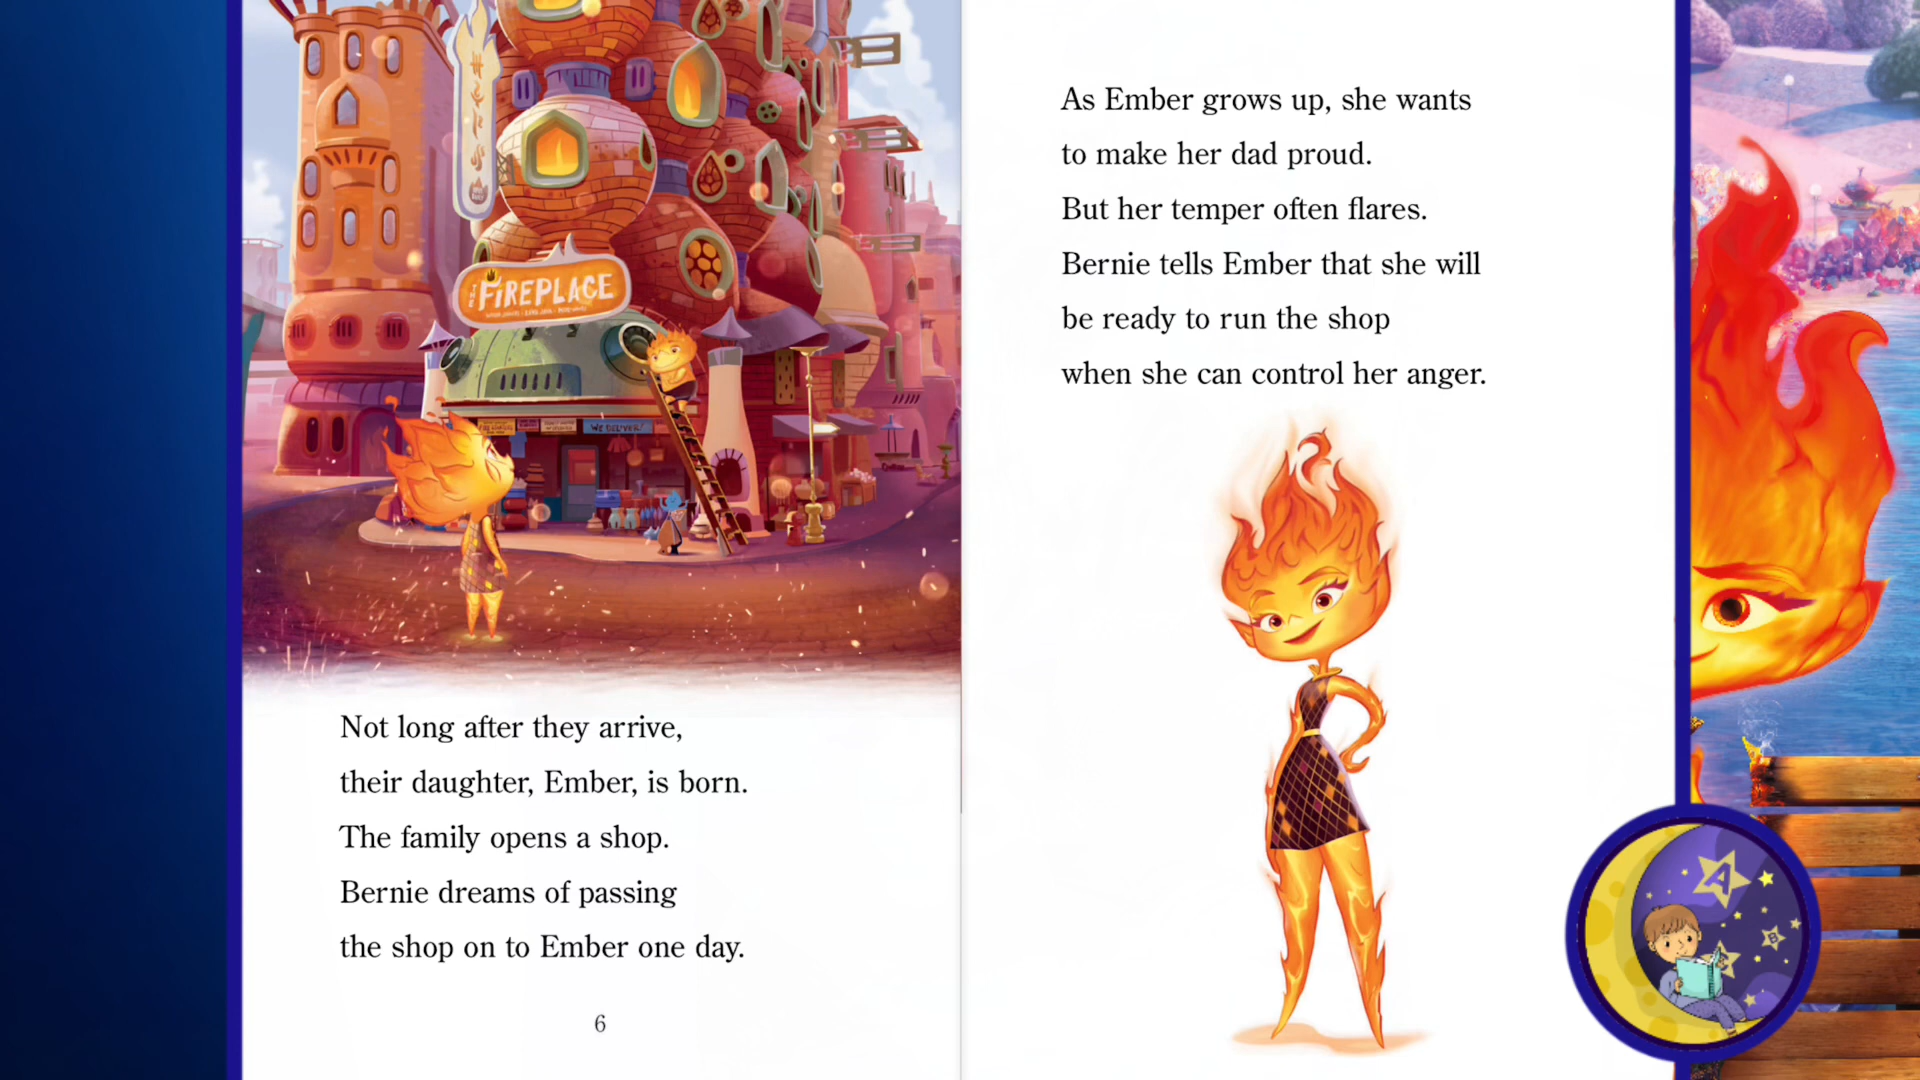 THE FIREPLACE
WE DELIVER!
Not long after they arrive,
their daughter, Ember, is born.
The family opens a shop.
Bernie dreams of passing
the shop on to Ember one day.
6
As Ember grows up, she wants
to make her dad proud.
But her temper often flares.
Bernie tells Ember that she will
be ready to run the shop
when she can control her anger.
A
B